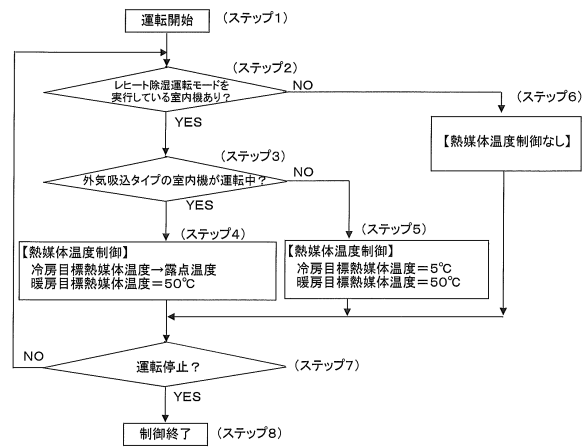 運転開始
(ステップ1)
(ステップ2)
レヒート除湿運転モードを
実行している室内機あり?
NO
(ステップ6)
YES
【熱媒体温度制御なし】
(ステップ3)
外気吸込タイプの室内機が運転中?
NO
YES
(ステップ4)
(ステップ5)
【熱媒体温度制御】
冷房目標熱媒体温度→露点温度
暖房目標熱媒体温度=50℃
【熱媒体温度制御】
冷房目標熱媒体温度=5℃
暖房目標熱媒体温度=50℃
NO
運転停止?
(ステップ7)
YES
制御終了
(ステップ8)